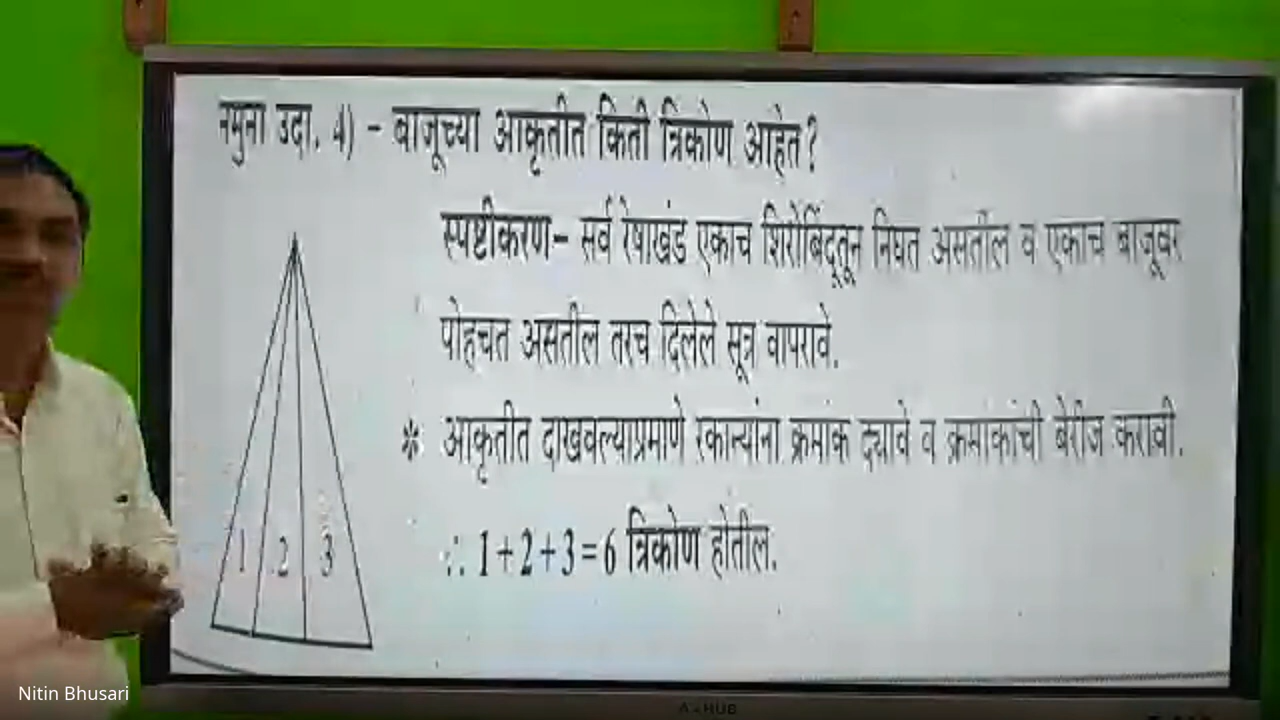 नमुना उदा. 4) - बाजूच्या आकृतीत किती त्रिकोण आहेत?
स्पष्टीकरण- सर्व रेषाखंड एकाच शिरोबिंदूतून निघत असतील व एकाच बाजूवर
पोहचत असतील तरच दिलेले सूत्र वापरावे.
* आकृतीत दाखवल्याप्रमाणे रकान्यांना क्रमांक द्यावे व क्रमांकांची बेरीज करावी.
1 2 3
∴ 1+2+3=6 त्रिकोण होतील.
Nitin Bhusari